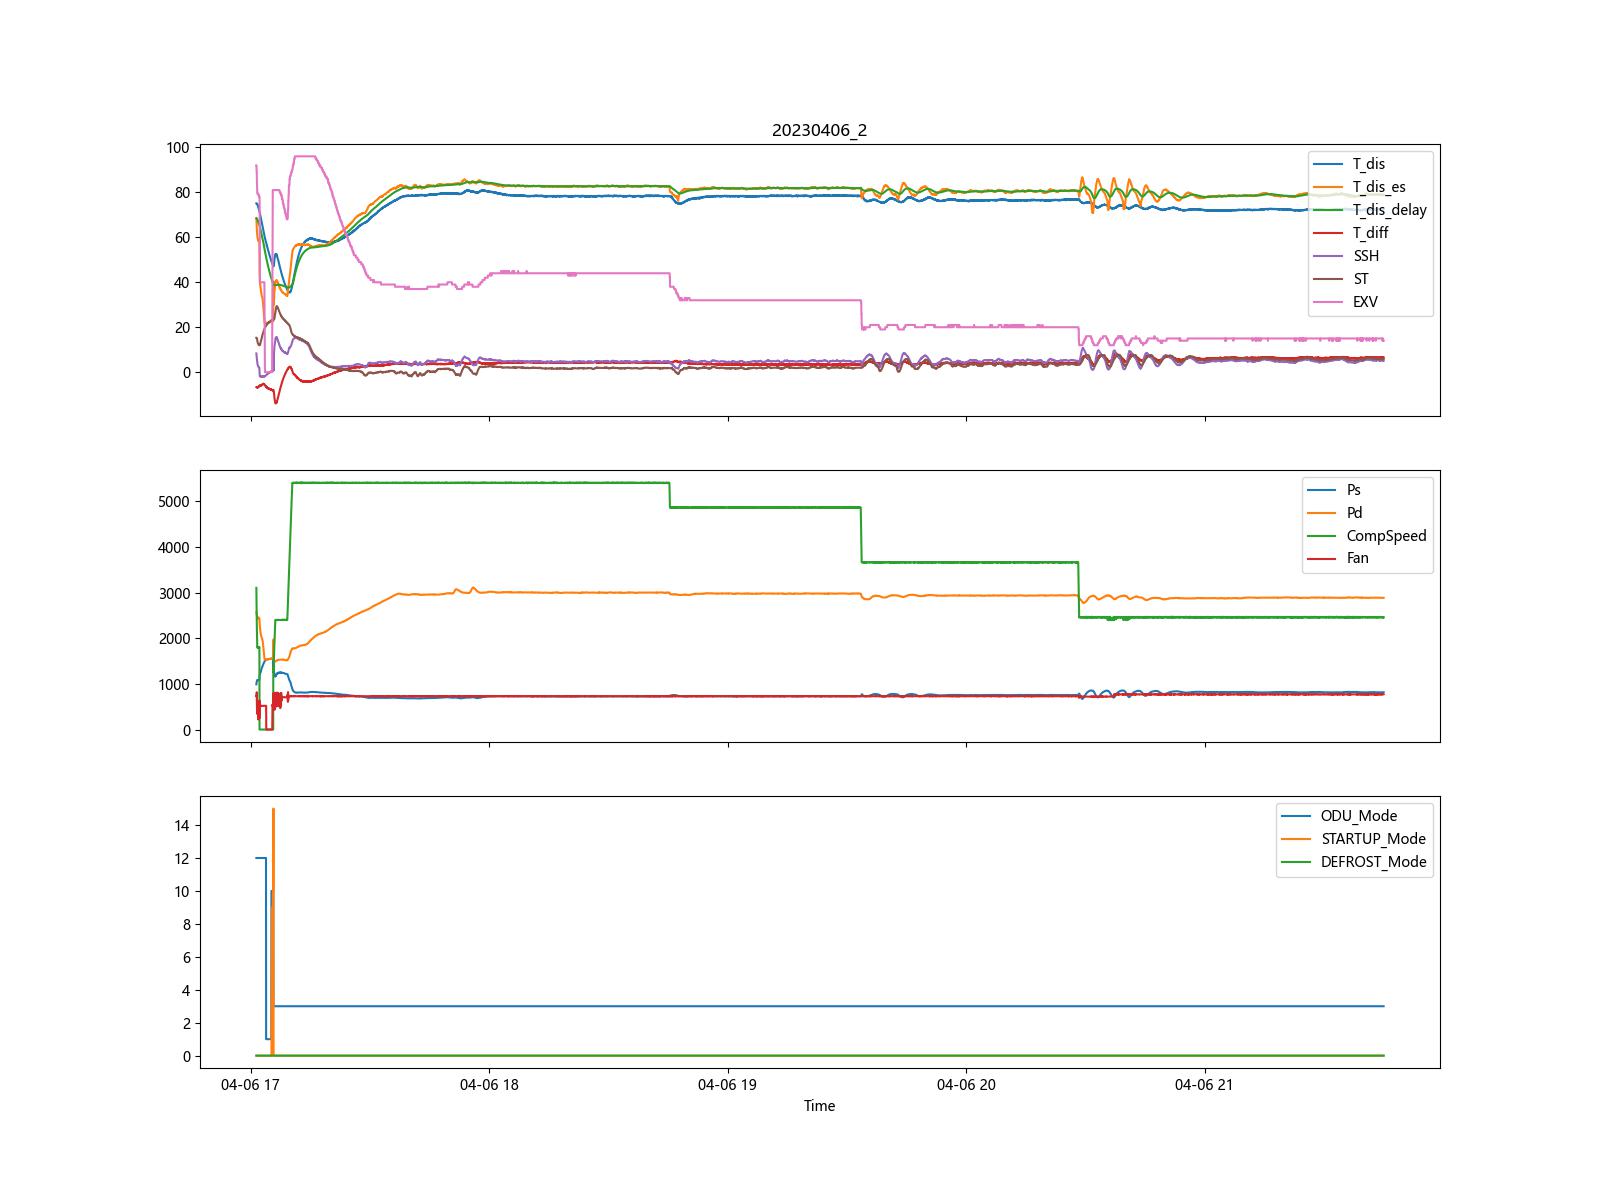 20230406_2
100
80
60
40
20
0
T_dis
T_dis_es
T_dis_delay
T_diff
SSH
ST
EXV
5000
4000
3000
2000
1000
0
Ps
Pd
CompSpeed
Fan
14
12
10
8
6
4
2
0
ODU_Mode
STARTUP_Mode
DEFROST_Mode
04-06 17 04-06 18 04-06 19 04-06 20 04-06 21
Time